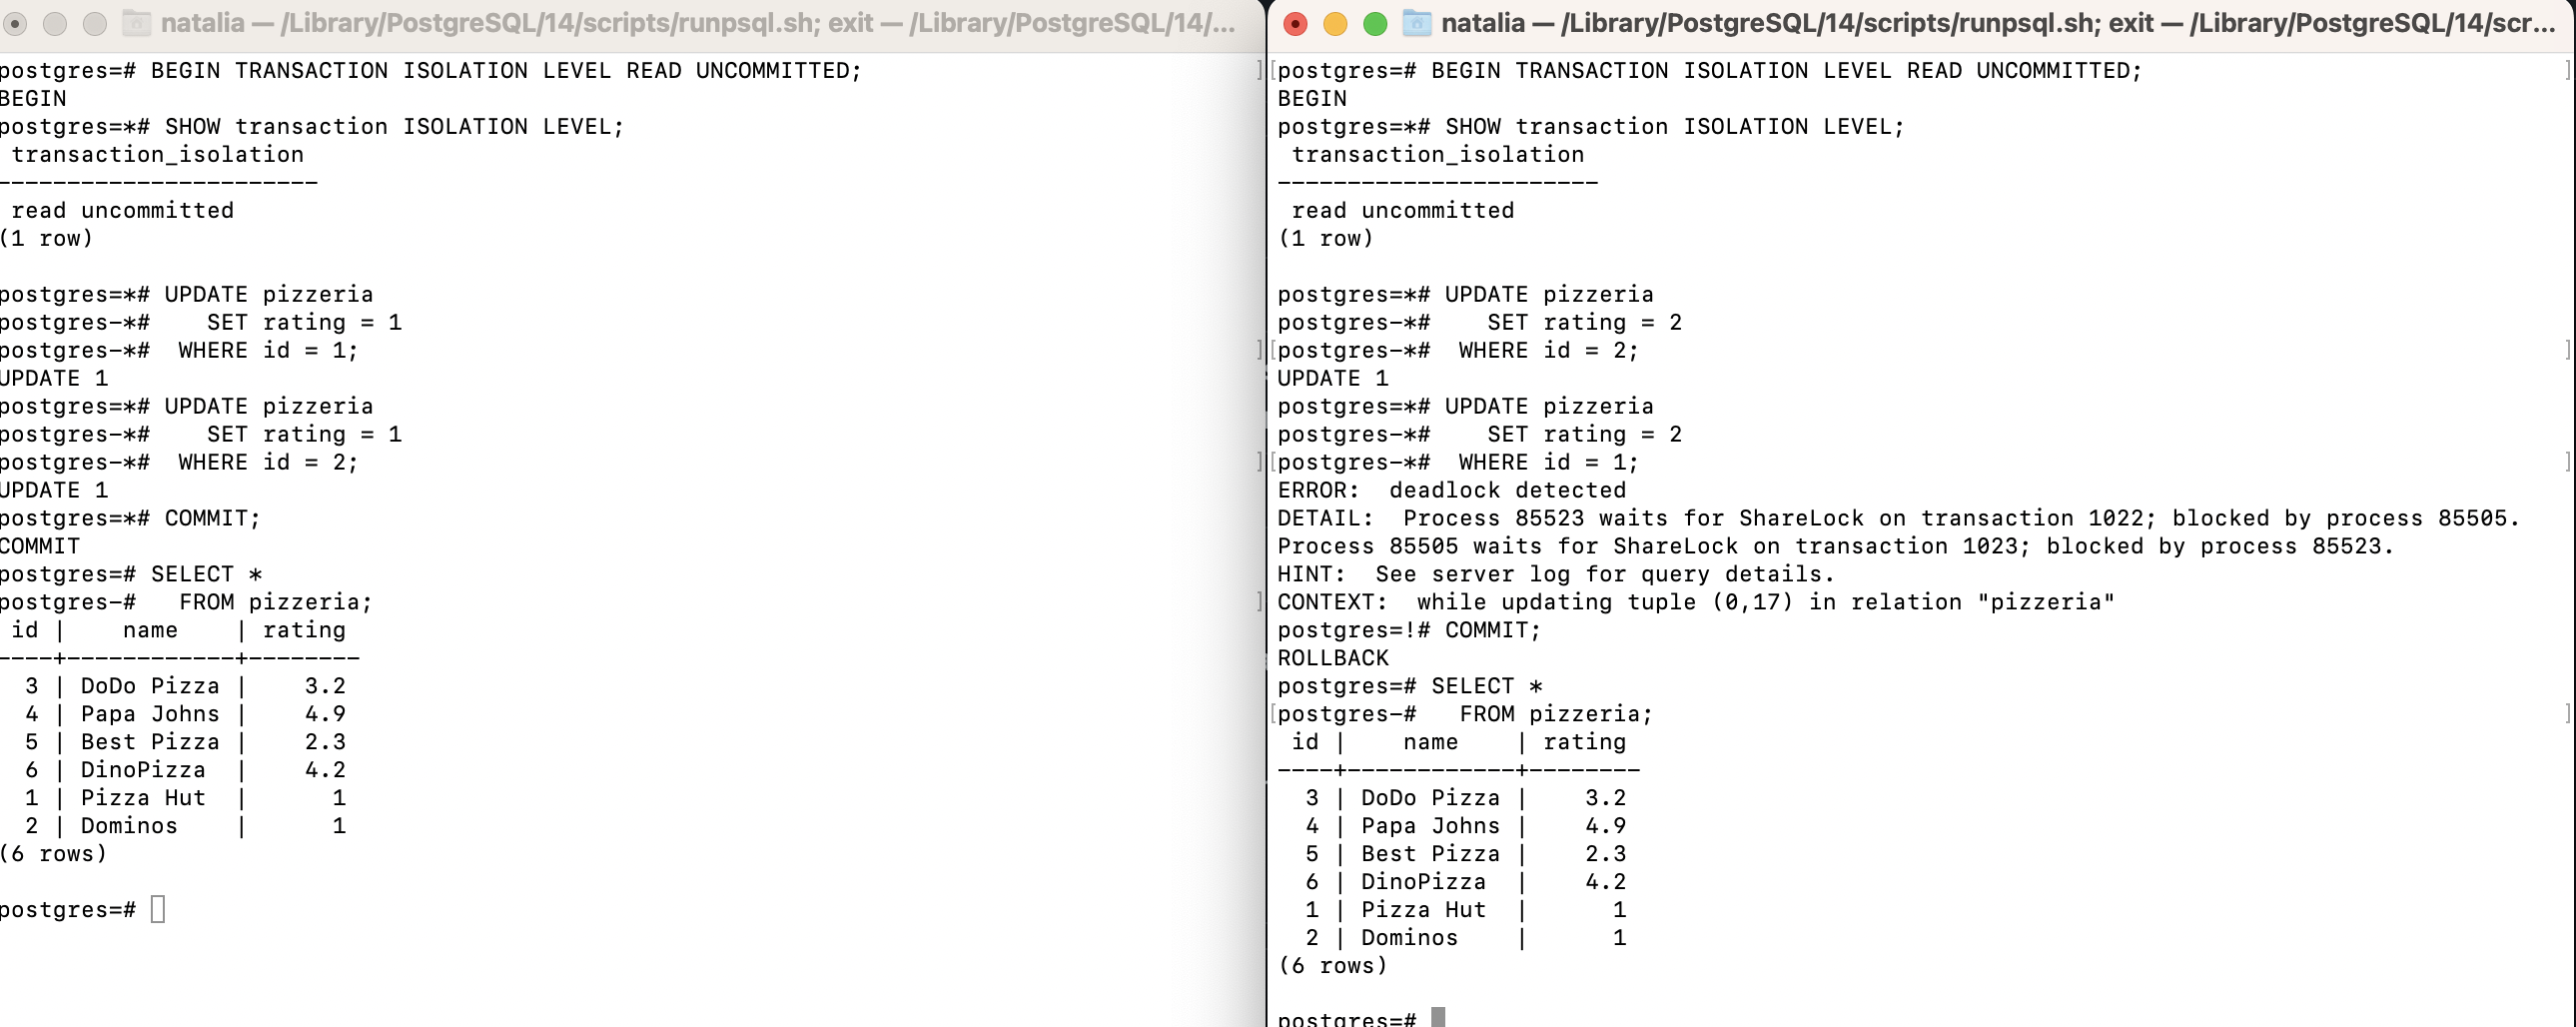 natalia — /Library/PostgreSQL/14/scripts/runpsql.sh; exit — /Library/PostgreSQL/14/...
postgres=# BEGIN TRANSACTION ISOLATION LEVEL READ UNCOMMITTED;
BEGIN
postgres=*# SHOW transaction ISOLATION LEVEL;
 transaction_isolation
-----------------------
 read uncommitted
(1 row)

postgres=*# UPDATE pizzeria
postgres-*#    SET rating = 1
postgres-*#  WHERE id = 1;
UPDATE 1
postgres=*# UPDATE pizzeria
postgres-*#    SET rating = 1
postgres-*#  WHERE id = 2;
UPDATE 1
postgres=*# COMMIT;
COMMIT
postgres=# SELECT *
postgres-#   FROM pizzeria;
 id |    name    | rating
----+------------+--------
  3 | DoDo Pizza |    3.2
  4 | Papa Johns |    4.9
  5 | Best Pizza |    2.3
  6 | DinoPizza  |    4.2
  1 | Pizza Hut  |      1
  2 | Dominos    |      1
(6 rows)

postgres=#
natalia — /Library/PostgreSQL/14/scripts/runpsql.sh; exit — /Library/PostgreSQL/14/scr...
postgres=# BEGIN TRANSACTION ISOLATION LEVEL READ UNCOMMITTED;
BEGIN
postgres=*# SHOW transaction ISOLATION LEVEL;
 transaction_isolation
-----------------------
 read uncommitted
(1 row)

postgres=*# UPDATE pizzeria
postgres-*#    SET rating = 2
postgres-*#  WHERE id = 2;
UPDATE 1
postgres=*# UPDATE pizzeria
postgres-*#    SET rating = 2
postgres-*#  WHERE id = 1;
ERROR:  deadlock detected
DETAIL:  Process 85523 waits for ShareLock on transaction 1022; blocked by process 85505.
Process 85505 waits for ShareLock on transaction 1023; blocked by process 85523.
HINT:  See server log for query details.
CONTEXT:  while updating tuple (0,17) in relation "pizzeria"
postgres=!# COMMIT;
ROLLBACK
postgres=# SELECT *
postgres-#   FROM pizzeria;
 id |    name    | rating
----+------------+--------
  3 | DoDo Pizza |    3.2
  4 | Papa Johns |    4.9
  5 | Best Pizza |    2.3
  6 | DinoPizza  |    4.2
  1 | Pizza Hut  |      1
  2 | Dominos    |      1
(6 rows)

postgres=#